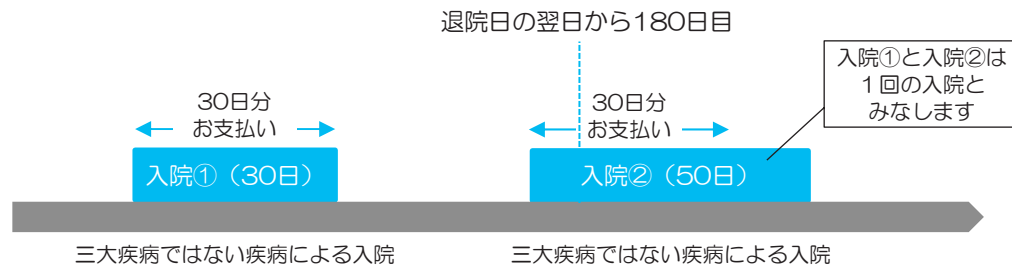 退院日の翌日から180日目
入院①と入院②は
1回の入院と
みなします
30日分
お支払い
30日分
お支払い
入院①（30日）
入院②（50日）
三大疾病ではない疾病による入院
三大疾病ではない疾病による入院